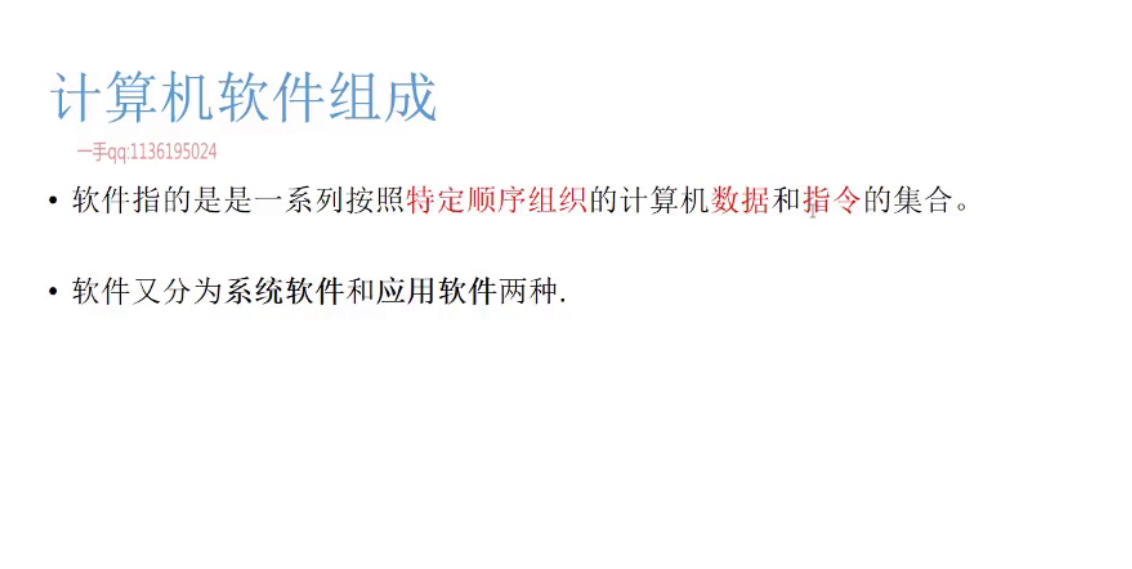 计算机软件组成
一手qq:1136195024
• 软件指的是是一系列按照特定顺序组织的计算机数据和指令的集合。
• 软件又分为系统软件和应用软件两种.